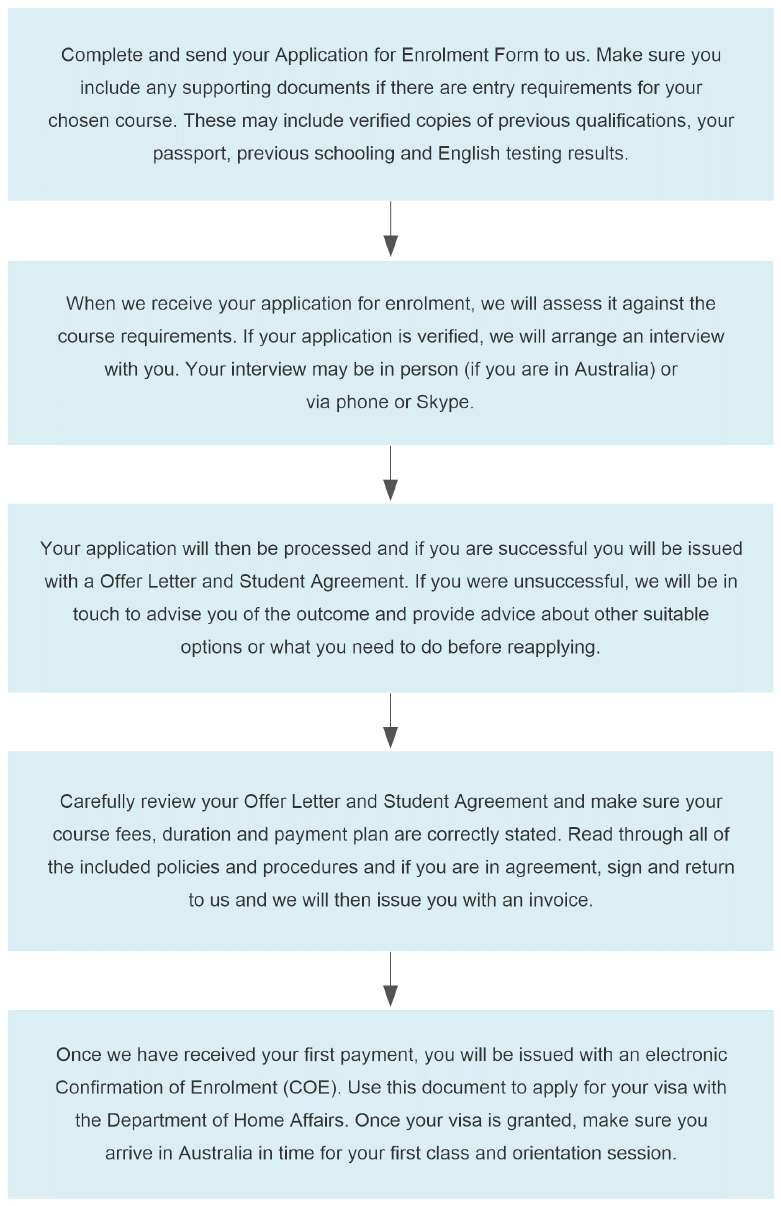 Complete and send your Application for Enrolment Form to us. Make sure you
include any supporting documents if there are entry requirements for your
chosen course. These may include verified copies of previous qualifications, your
passport, previous schooling and English testing results.
When we receive your application for enrolment, we will assess it against the
course requirements. If your application is verified, we will arrange an interview
with you. Your interview may be in person (if you are in Australia) or
via phone or Skype.
Your application will then be processed and if you are successful you will be issued
with a Offer Letter and Student Agreement. If you were unsuccessful, we will be in
touch to advise you of the outcome and provide advice about other suitable
options or what you need to do before reapplying.
Carefully review your Offer Letter and Student Agreement and make sure your
course fees, duration and payment plan are correctly stated. Read through all of
the included policies and procedures and if you are in agreement, sign and return
to us and we will then issue you with an invoice.
Once we have received your first payment, you will be issued with an electronic
Confirmation of Enrolment (COE). Use this document to apply for your visa with
the Department of Home Affairs. Once your visa is granted, make sure you
arrive in Australia in time for your first class and orientation session.